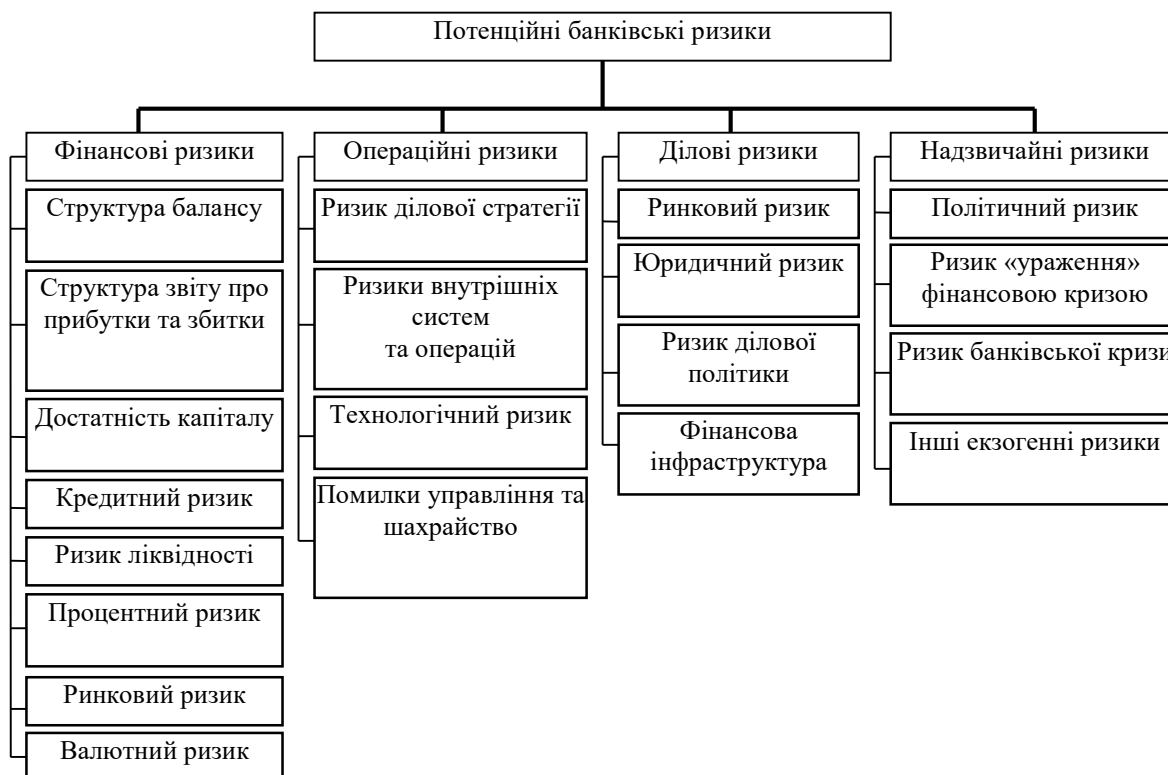 Потенційні банківські ризики
Фінансові ризики
Структура балансу
Структура звіту про
прибутки та збитки
Достатність капіталу
Кредитний ризик
Ризик ліквідності
Процентний ризик
Ринковий ризик
Валютний ризик
Операційні ризики
Ризик ділової стратегії
Ризики внутрішніх
систем
та операцій
Технологічний ризик
Помилки управління та
шахрайство
Ділові ризики
Ринковий ризик
Юридичний ризик
Ризик ділової
політики
Фінансова
інфраструктура
Надзвичайні ризики
Політичний ризик
Ризик «ураження»
фінансовою кризою
Ризик банківської кризи
Інші екзогенні ризики